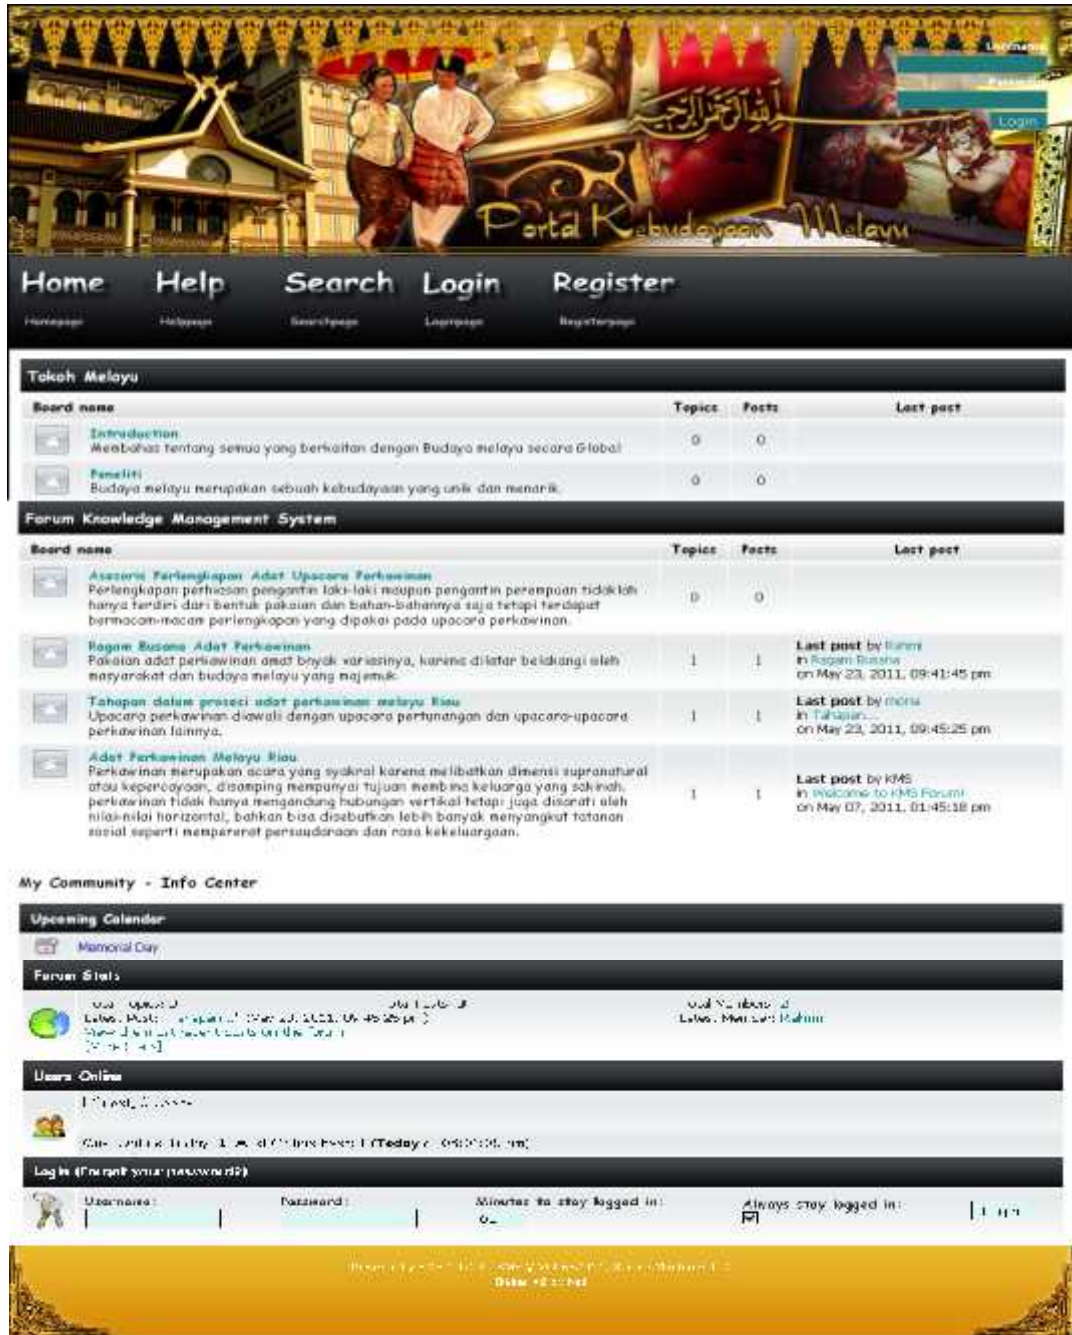 Username
Password
Login
Portal Kebudayaan Melayu
Home Help Search Login Register
Homepage Helppage Searchpage Loginpage Registerpage
Tokoh Melayu
Board name Topics Posts Last post
Introduction
Membahas tentang semua yang berkaitan dengan Budaya melayu secara Global
0 0
Peneliti
Budaya melayu merupakan sebuah kebudayaan yang unik dan menarik.
0 0
Forum Knowledge Management System
Board name Topics Posts Last post
Asesoris Perlengkapan Adat Upacara Perkawinan
Perlengkapan perhiasan pengantin laki-laki maupun pengantin perempuan tidaklah
hanya terdiri dari bentuk pakaian dan bahan-bahannya saja tetapi terdapat
bermacam-macam perlengkapan yang dipakai pada upacara perkawinan.
0 0
Ragam Busana Adat Perkawinan
Pakaian adat perkawinan amat bnyak variasinya, karena dilatar belakangi oleh
masyarakat dan budaya melayu yang majemuk.
1 1
Last post by Rahmi
in Ragam Busana
on May 23, 2011, 09:41:45 pm
Tahapan dalam proseci adat perkawinan melayu Riau
Upacara perkawinan diawali dengan upacara pertunangan dan upacara-upacara
perkawinan lainnya.
1 1
Last post by mona
in Tahapan...
on May 23, 2011, 09:45:25 pm
Adat Perkawinan Melayu Riau
Perkawinan merupakan acara yang syakral karena melibatkan dimensi supranatural
atau kepercayaan, disamping mempunyai tujuan membina keluarga yang sakinah.
perkawinan tidak hanya mengandung hubungan vertikal tetapi juga disarati oleh
nilai-nilai horizontal, bahkan bisa disebutkan lebih banyak menyangkut tatanan
sosial seperti mempererat persaudaraan dan rasa kekeluargaan.
1 1
Last post by KMS
in Welcome to KMS Forum!
on May 07, 2011, 01:45:18 pm
My Community - Info Center
Upcoming Calendar
Memorial Day
Forum Stats
Latest Post:
Latest Member: Rahmi
Users Online
(Today
Login (Forgot your password?)
Username: Password: Minutes to stay logged in: Always stay logged in:
Login